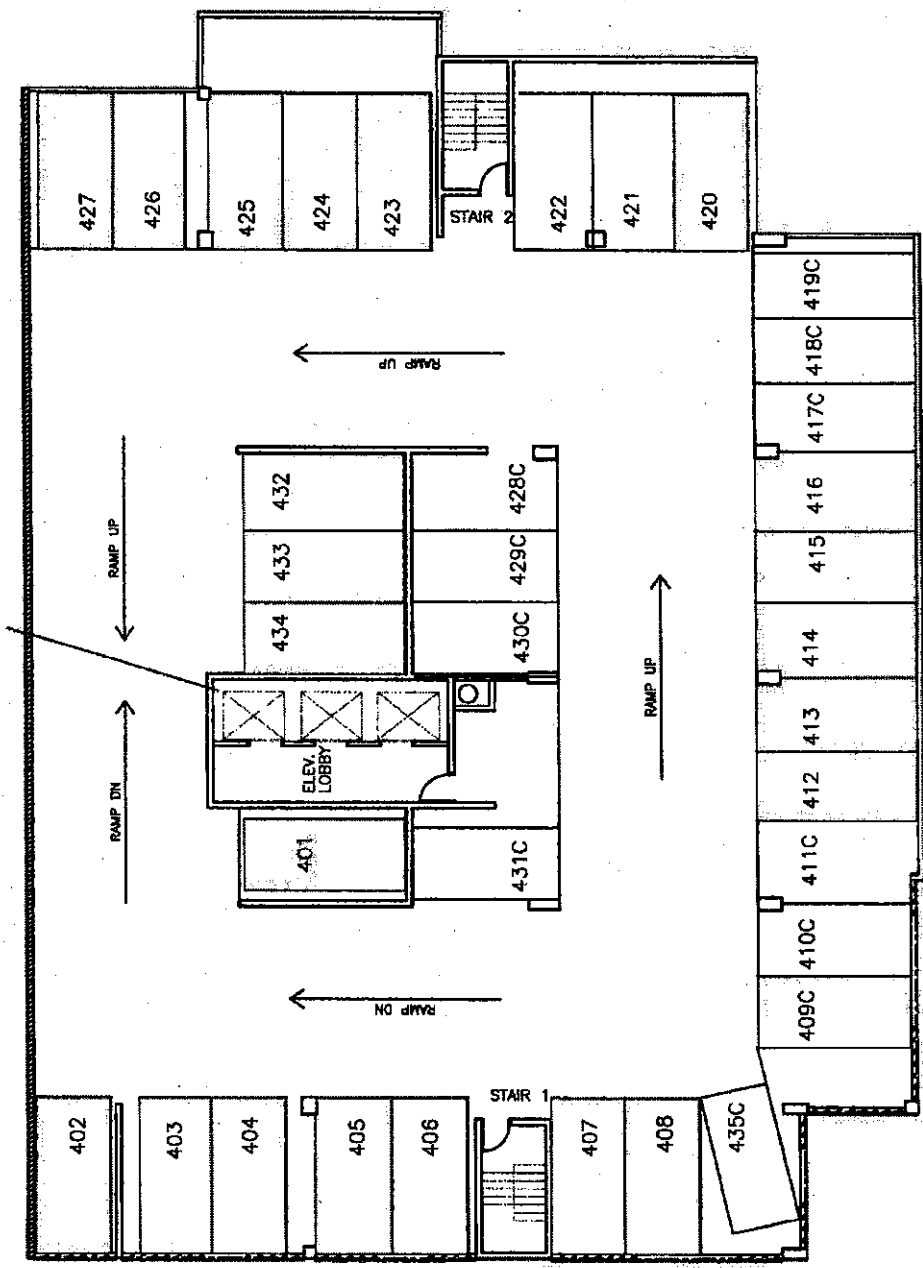 427
426
425
424
423
STAIR 2
422
421
420
RAMP UP
419C
418C
417C
416
415
414
413
412
411C
410C
409C
RAMP UP
432
433
434
428C
429C
430C
RAMP UP
ELEV.
LOBBY
401
431C
RAMP DN
RAMP DN
402
403
404
405
406
STAIR 1
407
408
435C